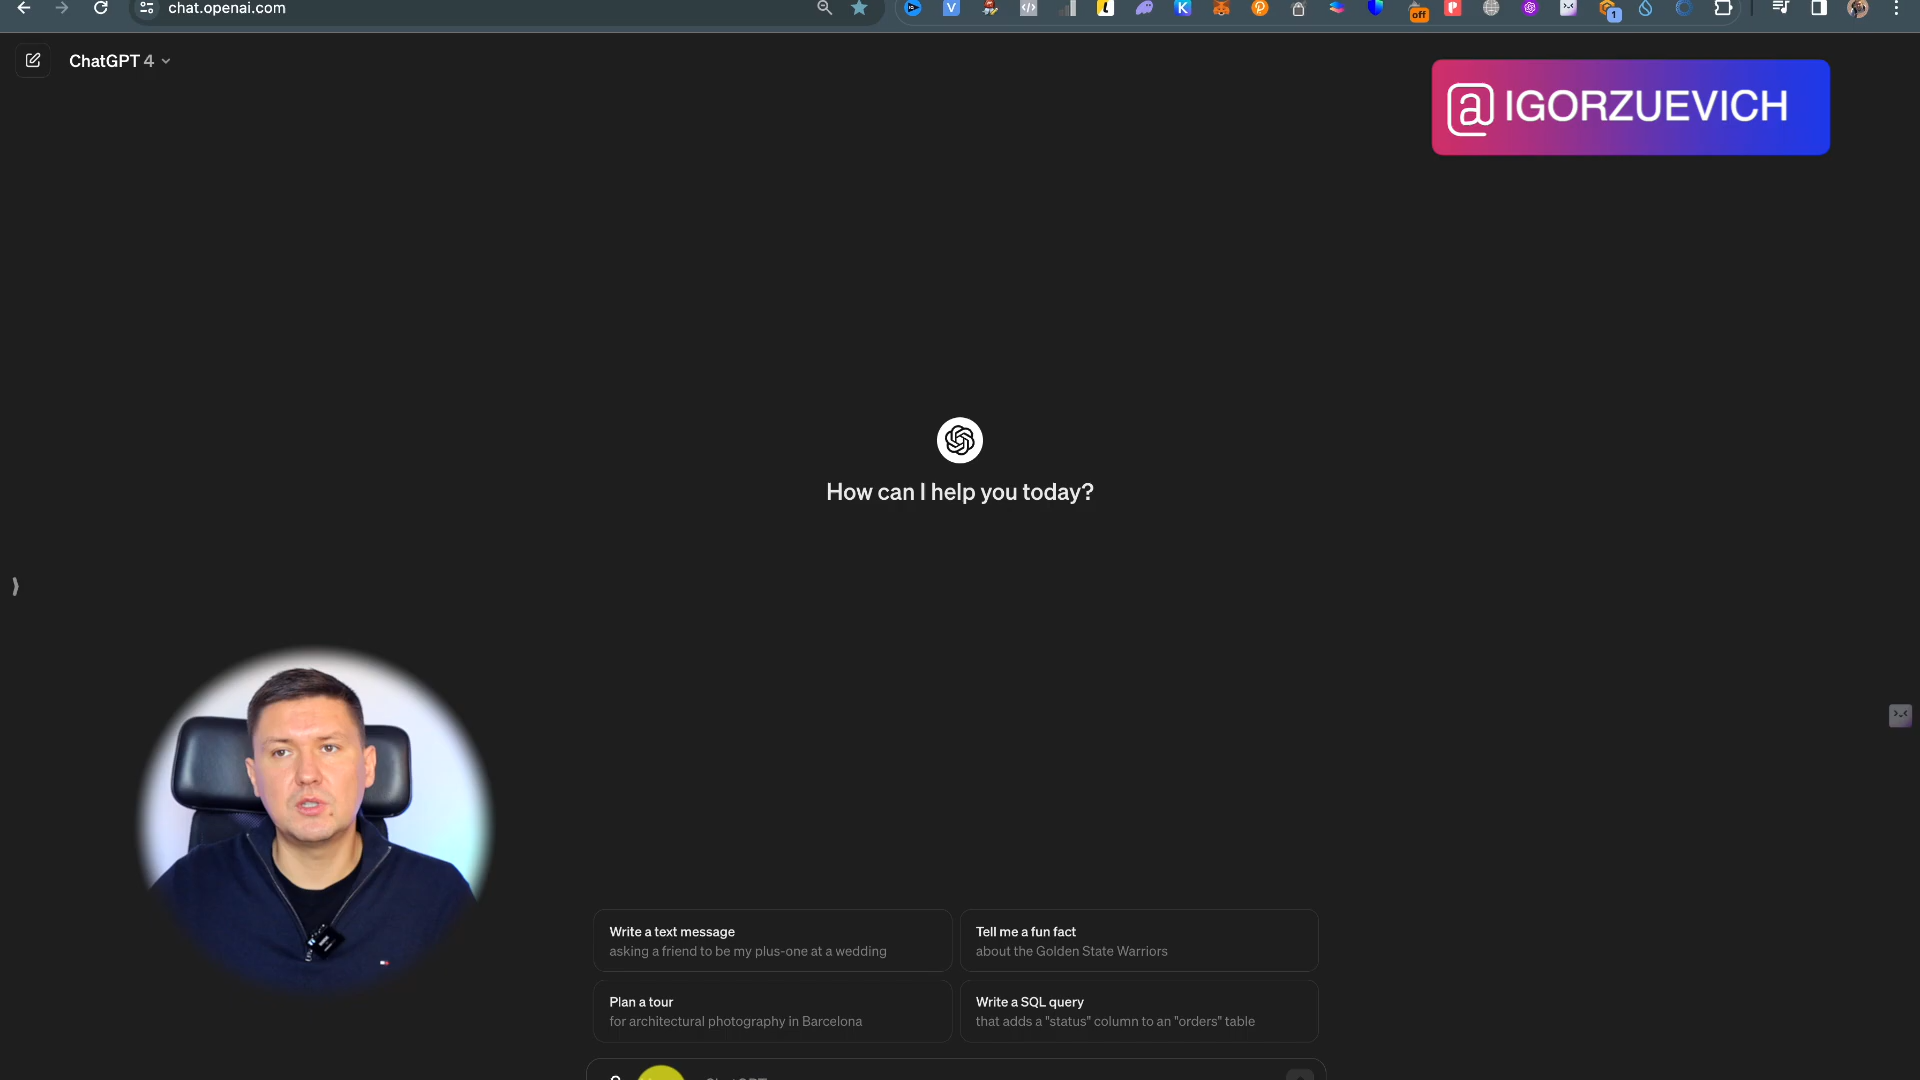 chat.openai.com
off
1
ChatGPT 4
@IGORZUEVICH
How can I help you today?
Write a text message
asking a friend to be my plus-one at a wedding
Tell me a fun fact
about the Golden State Warriors
Plan a tour
for architectural photography in Barcelona
Write a SQL query
that adds a "status" column to an "orders" table